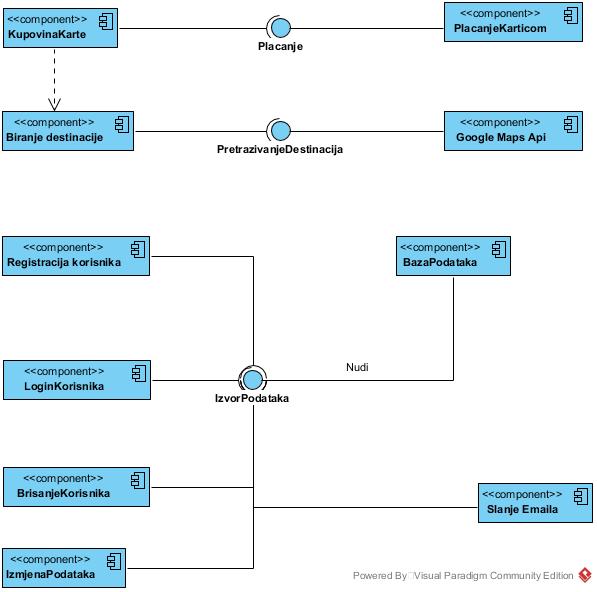 <<component>>
KupovinaKarte
Placanje
<<component>>
PlacanjeKarticom
<<component>>
Biranje destinacije
PretrazivanjeDestinacija
<<component>>
Google Maps Api
<<component>>
Registracija korisnika
<<component>>
BazaPodataka
<<component>>
LoginKorisnika
Nudi
IzvorPodataka
<<component>>
BrisanjeKorisnika
<<component>>
Slanje Emaila
<<component>>
IzmjenaPodataka
Powered By Visual Paradigm Community Edition